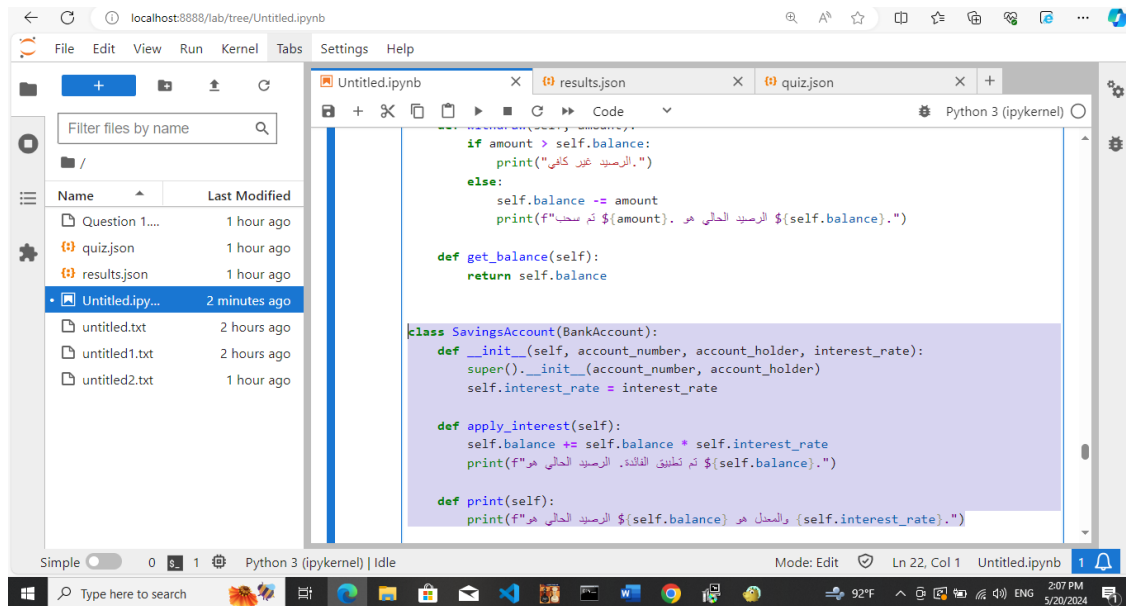 localhost:8888/lab/tree/Untitled.ipynb
File Edit View Run Kernel Tabs Settings Help
Untitled.ipynb
results.json
quiz.json
Code
Python 3 (ipykernel)
Filter files by name
/
Name Last Modified
Question 1.... 1 hour ago
quiz.json 1 hour ago
results.json 1 hour ago
Untitled.ipy... 2 minutes ago
untitled.txt 2 hours ago
untitled1.txt 2 hours ago
untitled2.txt 1 hour ago
def withdraw(self, amount):
if amount > self.balance:
print("الرصيد غير كافي.")
else:
self.balance -= amount
print(f"تم سحب ${amount}. الرصيد الحالي هو ${self.balance}.")
def get_balance(self):
return self.balance
class SavingsAccount(BankAccount):
def __init__(self, account_number, account_holder, interest_rate):
super().__init__(account_number, account_holder)
self.interest_rate = interest_rate
def apply_interest(self):
self.balance += self.balance * self.interest_rate
print(f"تم تطبيق الفائدة. الرصيد الحالي هو ${self.balance}.")
def print(self):
print(f"الرصيد الحالي هو ${self.balance} والمعدل هو {self.interest_rate}.")
Simple 0 1 Python 3 (ipykernel) | Idle Mode: Edit Ln 22, Col 1 Untitled.ipynb 1
Type here to search 92°F ENG 2:07 PM
5/20/2024